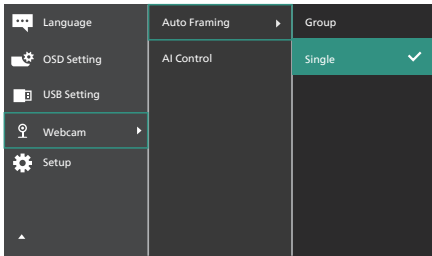 Language
OSD Setting
USB Setting
Webcam
Setup
Auto Framing
AI Control
Group
Single